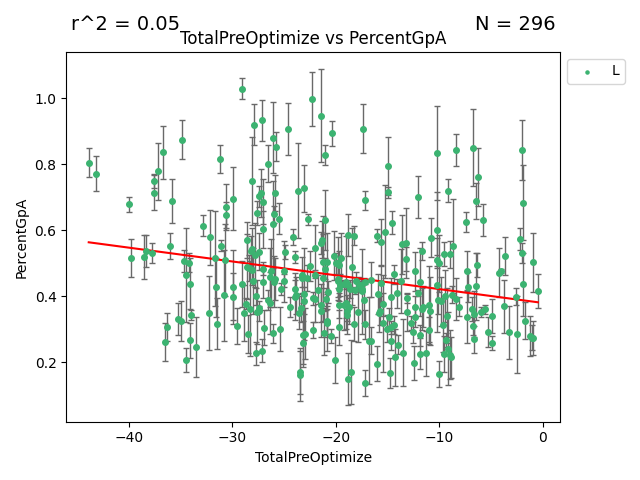 r^2 = 0.05
N = 296
TotalPreOptimize vs PercentGpA
L
1.0
0.8
0.6
0.4
0.2
PercentGpA
−40
−30
−20
−10
0
TotalPreOptimize